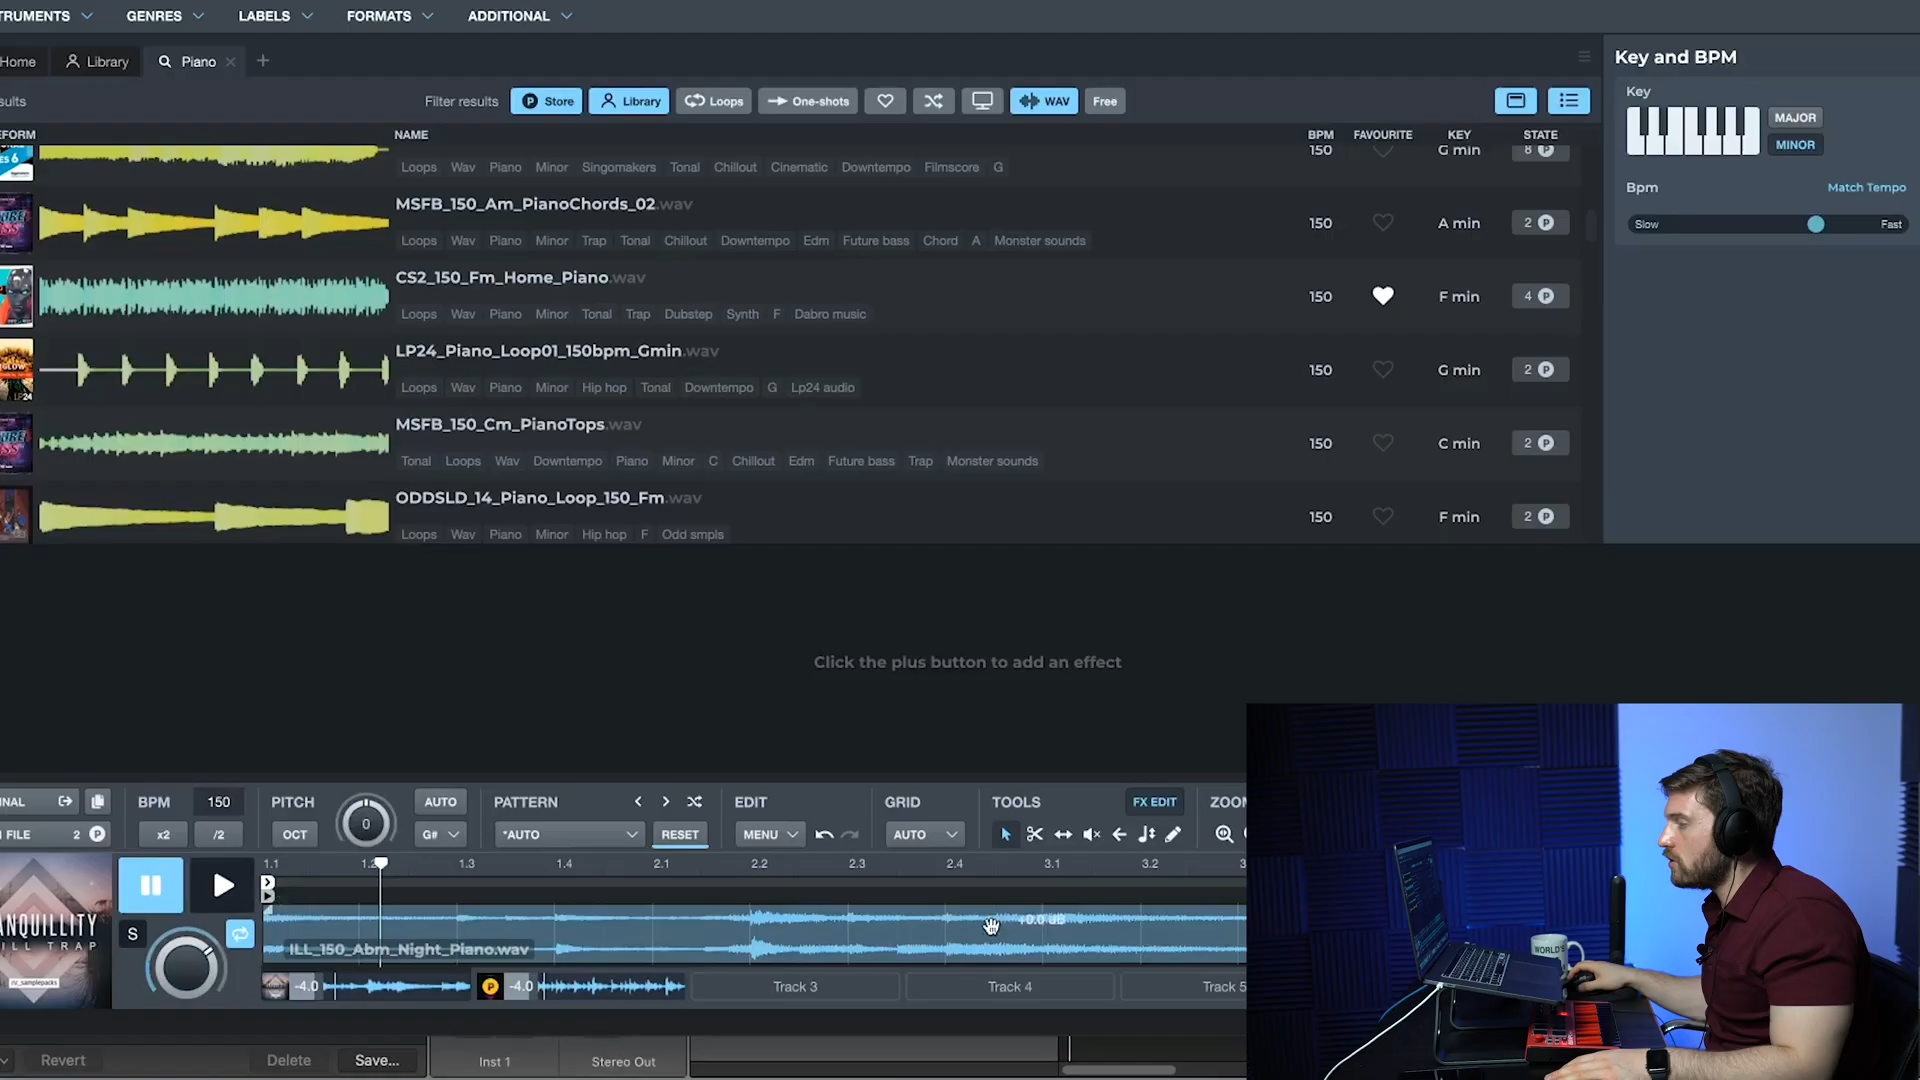 TRUMENTS GENRES LABELS FORMATS ADDITIONAL
Home Library Piano
sults Filter results Store Library Loops One-shots WAV Free
EFORM NAME BPM FAVOURITE KEY STATE
150 G min 8 P
Loops Wav Piano Minor Singomakers Tonal Chillout Cinematic Downtempo Filmscore G
MSFB_150_Am_PianoChords_02.wav 150 A min 2 P
Loops Wav Piano Minor Trap Tonal Chillout Downtempo Edm Future bass Chord A Monster sounds
CS2_150_Fm_Home_Piano.wav 150 F min 4 P
Loops Wav Piano Minor Tonal Trap Dubstep Synth F Dabro music
LP24_Piano_Loop01_150bpm_Gmin.wav 150 G min 2 P
Loops Wav Piano Minor Hip hop Tonal Downtempo G Lp24 audio
MSFB_150_Cm_PianoTops.wav 150 C min 2 P
Tonal Loops Wav Downtempo Piano Minor C Chillout Edm Future bass Trap Monster sounds
ODDSLD_14_Piano_Loop_150_Fm.wav 150 F min 2 P
Loops Wav Piano Minor Hip hop F Odd smpls
Key and BPM
Key
MAJOR
MINOR
Bpm Match Tempo
Slow Fast
Click the plus button to add an effect
NAL BPM 150 PITCH 0 AUTO PATTERN EDIT GRID TOOLS FX EDIT ZOO
FILE 2 P x2 /2 OCT G# *AUTO RESET MENU AUTO
1.1 1.2 1.3 1.4 2.1 2.2 2.3 2.4 3.1 3.2 3
+0.0 dB
S ILL_150_Abm_Night_Piano.wav
ANQUILLITY
ILL TRAP
-4.0 P -4.0 Track 3 Track 4 Track 5
Revert Delete Save... Inst 1 Stereo Out
WORLD'S